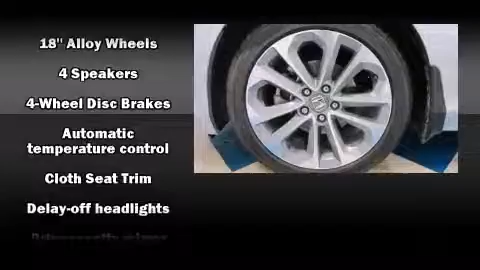 18" Alloy Wheels
4 Speakers
4-Wheel Disc Brakes
Automatic
temperature control
Cloth Seat Trim
Delay-off headlights